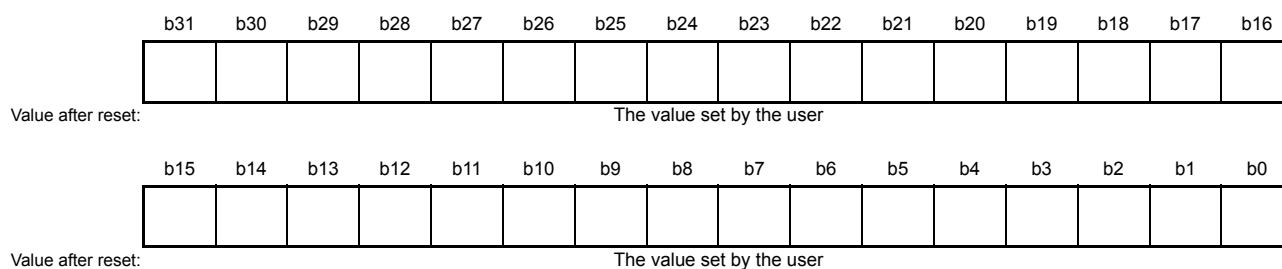 b31 b30 b29 b28 b27 b26 b25 b24 b23 b22 b21 b20 b19 b18 b17 b16
Value after reset: The value set by the user
b15 b14 b13 b12 b11 b10 b9 b8 b7 b6 b5 b4 b3 b2 b1 b0
Value after reset: The value set by the user